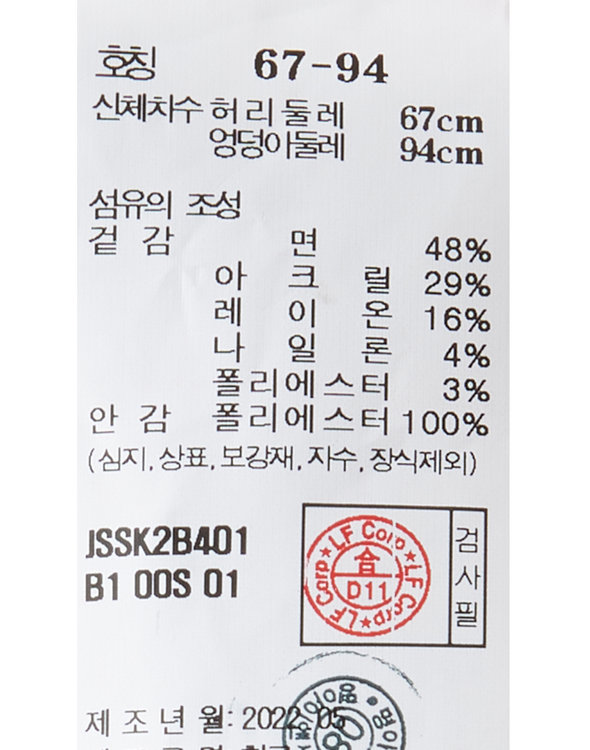 호칭 67-94
신체치수 허리둘레 67cm
엉덩이둘레 94cm
섬유의 조성
겉감 면 48%
아크릴 29%
레이온 16%
나일론 4%
폴리에스터 3%
안감 폴리에스터 100%
(심지, 상표, 보강재, 자수, 장식제외)
JSSK2B401
B1 00S 01
LF Corp ★ LF Corp ★ LF Corp ★
合
D11
검사필
제조년월: 2022.05